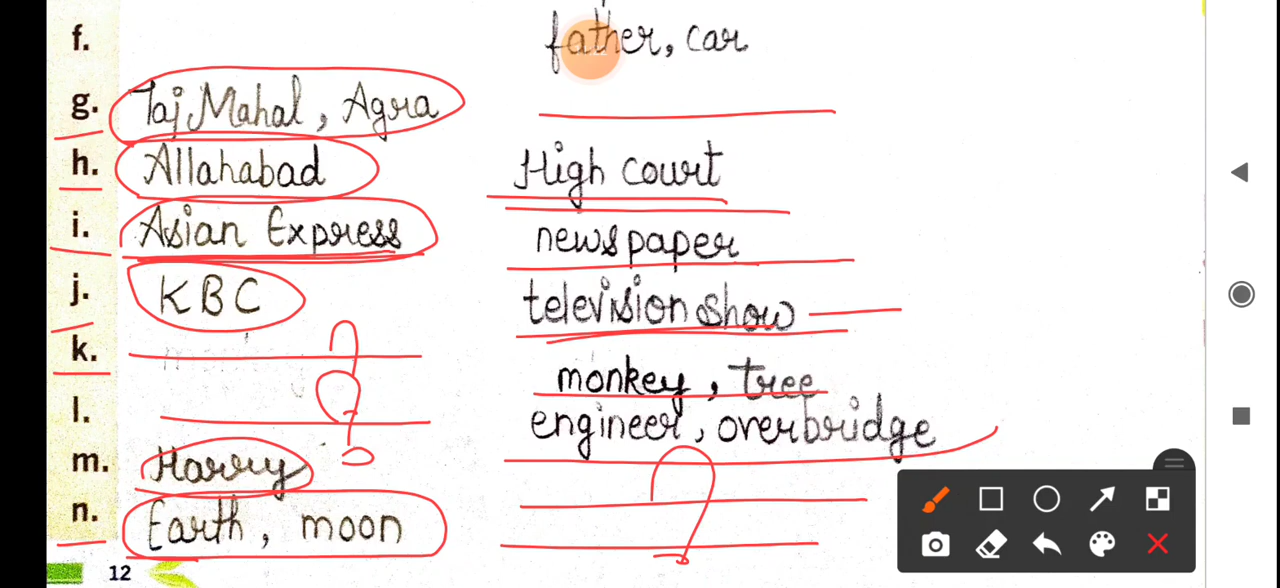 f. father, car
g. Taj Mahal, Agra
h. Allahabad High court
i. Asian Express newspaper
j. KBC television show
k. monkey, tree
l. engineer, overbridge
m. Harry
n. Earth, moon
12